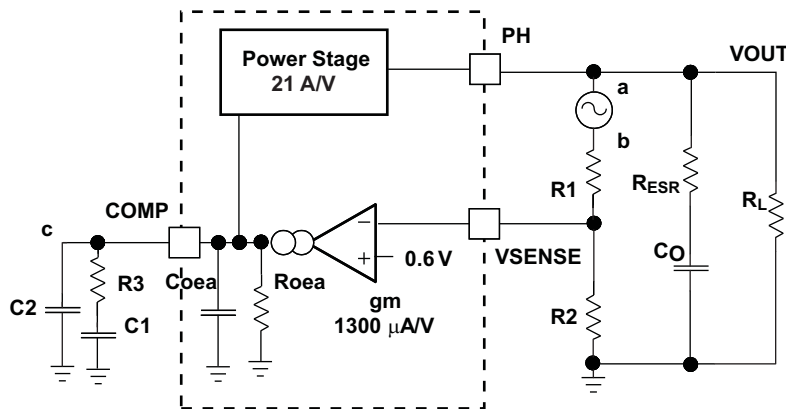 PH
VOUT
Power Stage
21 A/V
a
b
R1
RESR
RL
COMP
c
−
+
0.6 V
VSENSE
CO
R3
Coea
Roea
gm
1300 μA/V
C2
C1
R2